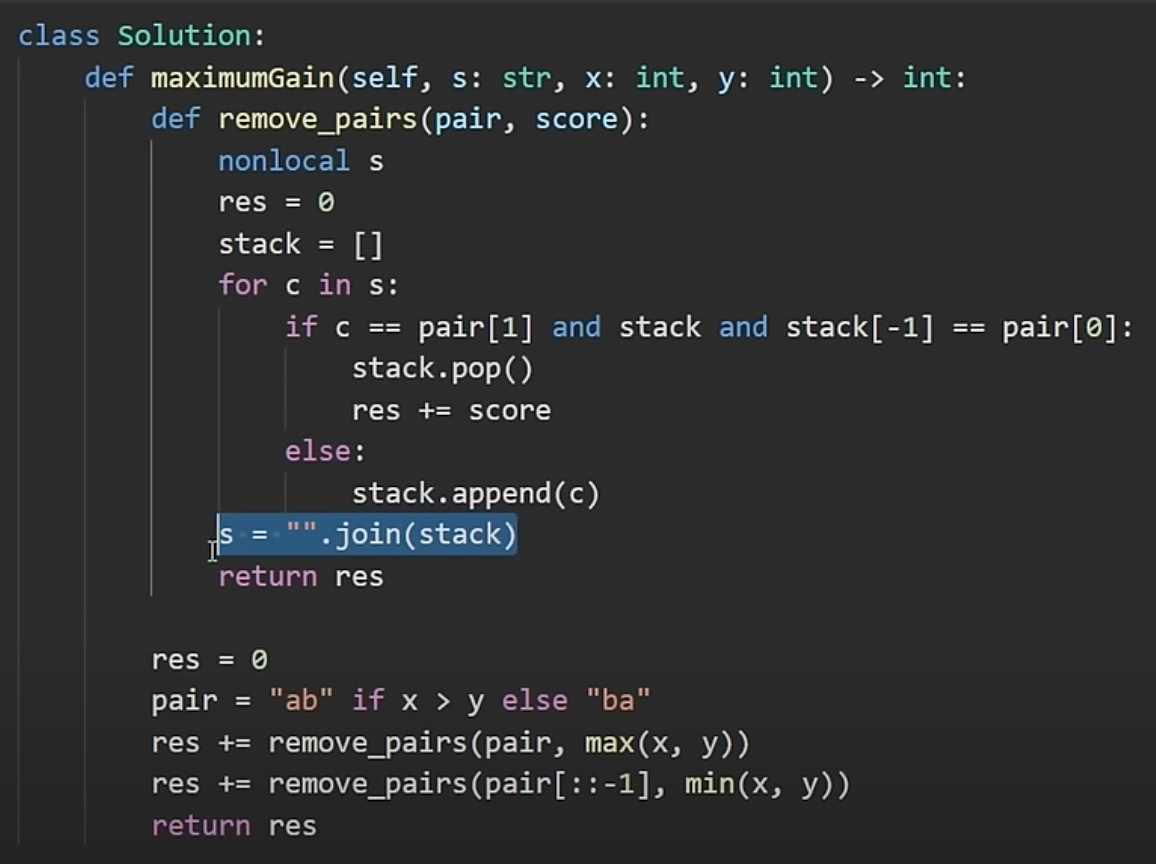 class Solution:
    def maximumGain(self, s: str, x: int, y: int) -> int:
        def remove_pairs(pair, score):
            nonlocal s
            res = 0
            stack = []
            for c in s:
                if c == pair[1] and stack and stack[-1] == pair[0]:
                    stack.pop()
                    res += score
                else:
                    stack.append(c)
            s = "".join(stack)
            return res

        res = 0
        pair = "ab" if x > y else "ba"
        res += remove_pairs(pair, max(x, y))
        res += remove_pairs(pair[::-1], min(x, y))
        return res